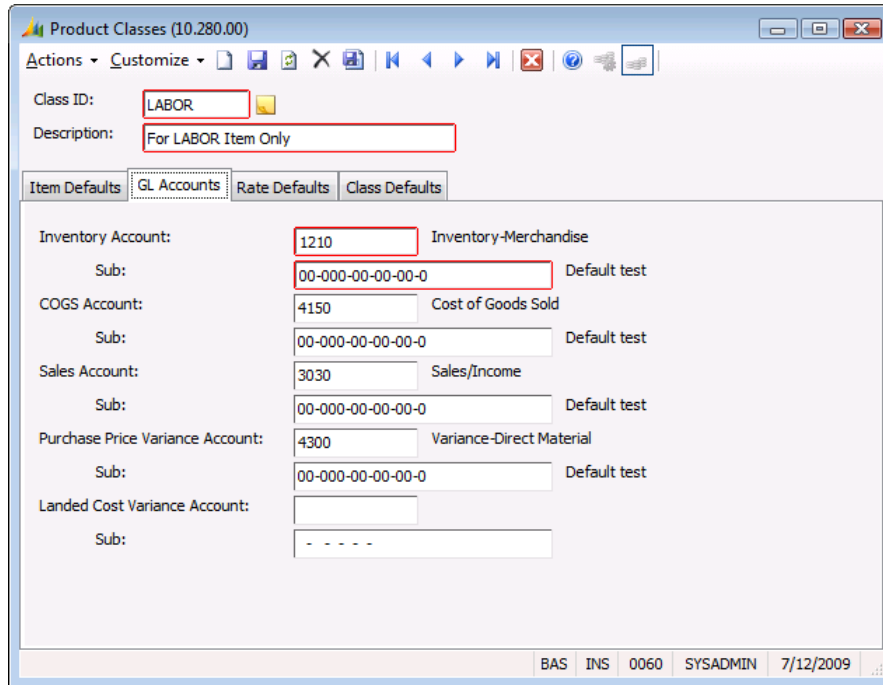 Product Classes (10.280.00)
Actions Customize
Class ID: LABOR
Description: For LABOR Item Only
Item Defaults GL Accounts Rate Defaults Class Defaults
Inventory Account: 1210 Inventory-Merchandise
Sub: 00-000-00-00-00-0 Default test
COGS Account: 4150 Cost of Goods Sold
Sub: 00-000-00-00-00-0 Default test
Sales Account: 3030 Sales/Income
Sub: 00-000-00-00-00-0 Default test
Purchase Price Variance Account: 4300 Variance-Direct Material
Sub: 00-000-00-00-00-0 Default test
Landed Cost Variance Account:
Sub: - - - - -
BAS INS 0060 SYSADMIN 7/12/2009